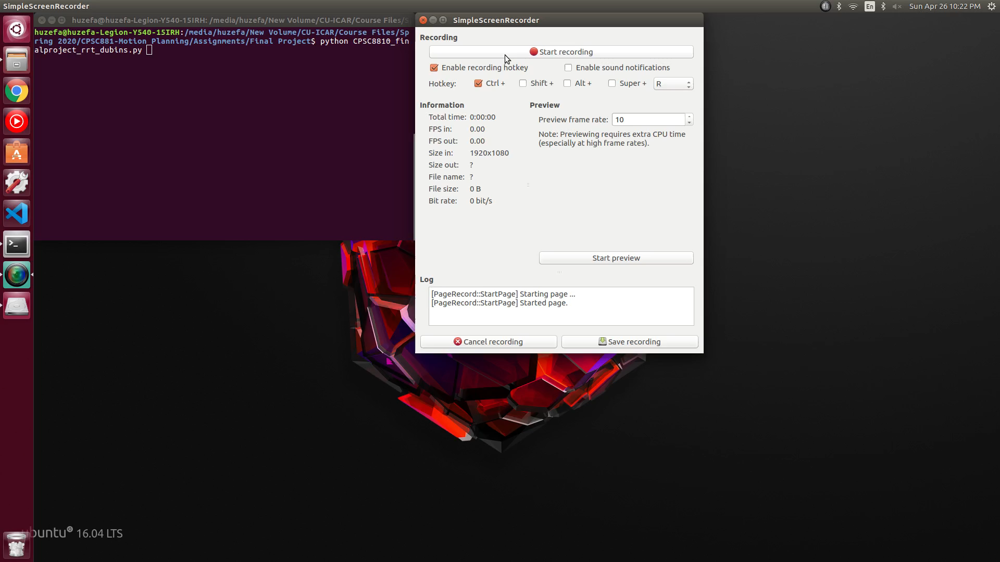 SimpleScreenRecorder
En
Sun Apr 26 10:22 PM
huzefa@huzefa-Legion-Y540-15IRH: /media/huzefa/New Volume/CU-ICAR/Course Files/S
huzefa@huzefa-Legion-Y540-15IRH:/media/huzefa/New Volume/CU-ICAR/Course Files/Sp
ring 2020/CPSC881-Motion Planning/Assignments/Final Project$ python CPSC8810_fin
alproject_rrt_dubins.py
SimpleScreenRecorder
Recording
Start recording
Enable recording hotkey
Enable sound notifications
Hotkey: Ctrl + Shift + Alt + Super + R
Information
Total time: 0:00:00
FPS in: 0.00
FPS out: 0.00
Size in: 1920x1080
Size out: ?
File name: ?
File size: 0 B
Bit rate: 0 bit/s
Preview
Preview frame rate: 10
Note: Previewing requires extra CPU time
(especially at high frame rates).
Start preview
Log
[PageRecord::StartPage] Starting page ...
[PageRecord::StartPage] Started page.
Cancel recording
Save recording
ubuntu 16.04 LTS